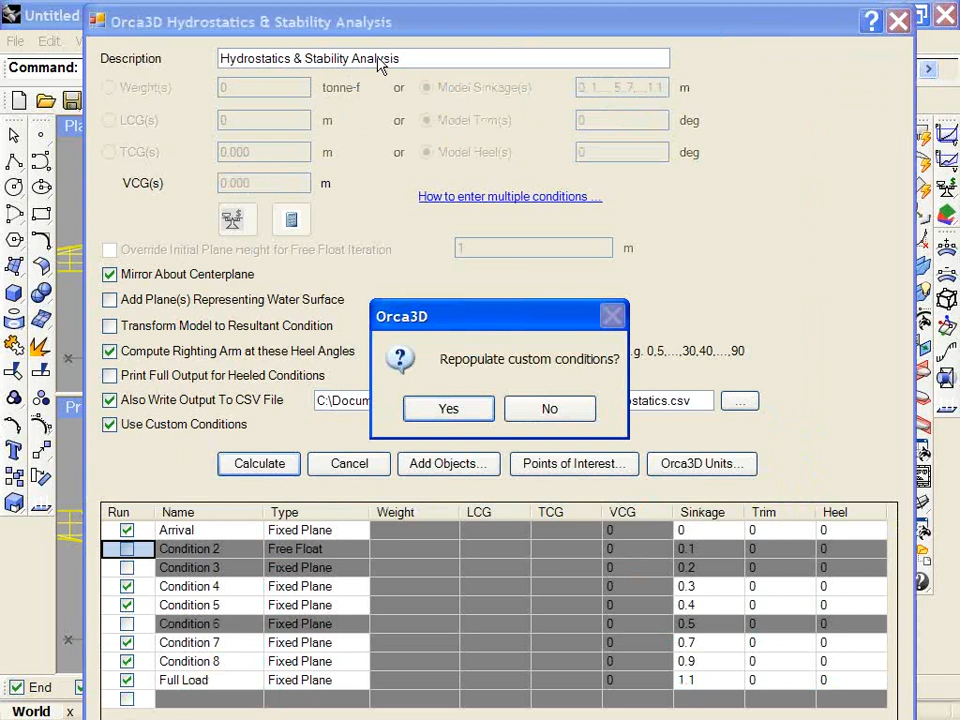 Untitled
Orca3D Hydrostatics & Stability Analysis
File Edit
Command:
Description Hydrostatics & Stability Analysis
Weight(s) 0 tonne-f or Model Sinkage(s) 0,.1,...,5,.7,...,1.1 m
LCG(s) 0 m or Model Trim(s) 0 deg
TCG(s) 0.000 m or Model Heel(s) 0 deg
VCG(s) 0.000 m
How to enter multiple conditions ...
Override Initial Plane Height for Free Float Iteration 1 m
Mirror About Centerplane
Add Plane(s) Representing Water Surface
Transform Model to Resultant Condition
Compute Righting Arm at these Heel Angles e.g. 0,5,...,30,40,...,90
Print Full Output for Heeled Conditions
Also Write Output To CSV File C:\Docum ostatics.csv ...
Use Custom Conditions
Orca3D
Repopulate custom conditions?
Yes No
Calculate Cancel Add Objects... Points of Interest... Orca3D Units...
Run Name Type Weight LCG TCG VCG Sinkage Trim Heel
Arrival Fixed Plane 0 0 0 0
Condition 2 Free Float 0 0.1 0 0
Condition 3 Fixed Plane 0 0.2 0 0
Condition 4 Fixed Plane 0 0.3 0 0
Condition 5 Fixed Plane 0 0.4 0 0
Condition 6 Fixed Plane 0 0.5 0 0
Condition 7 Fixed Plane 0 0.7 0 0
Condition 8 Fixed Plane 0 0.9 0 0
Full Load Fixed Plane 0 1.1 0 0
End
World x